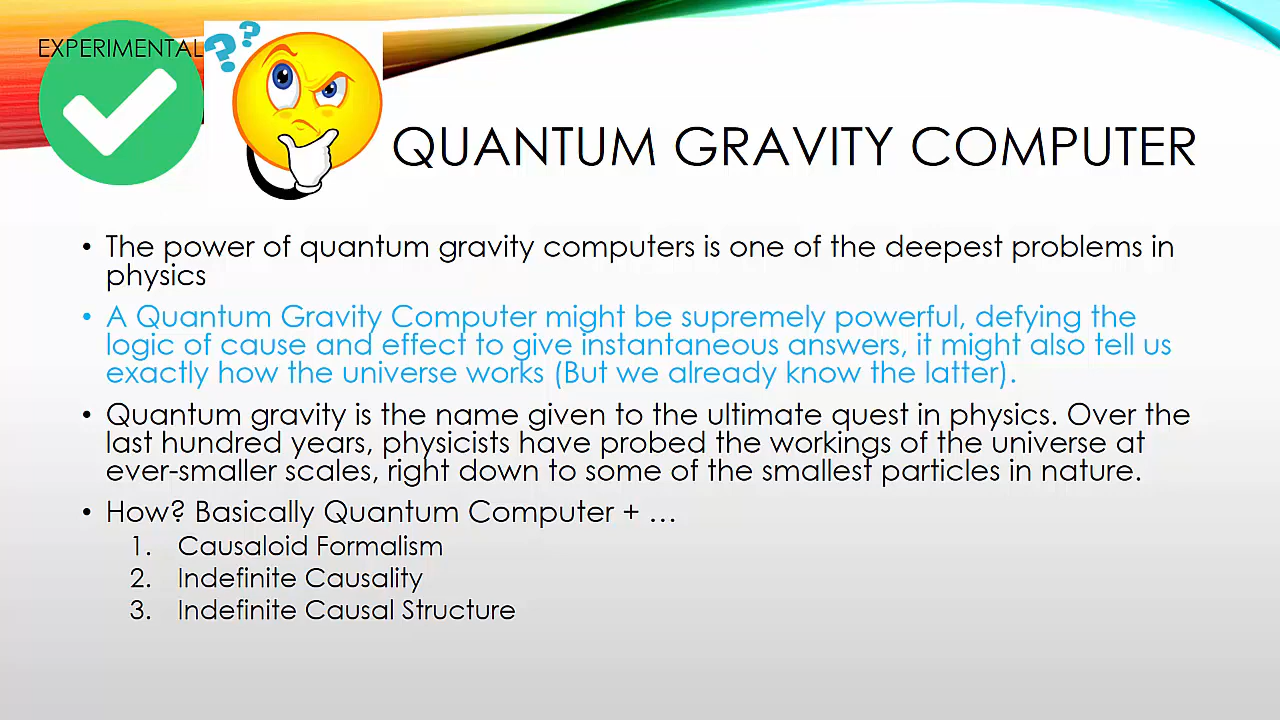 EXPERIMENTAL
??
QUANTUM GRAVITY COMPUTER
• The power of quantum gravity computers is one of the deepest problems in
physics
• A Quantum Gravity Computer might be supremely powerful, defying the
logic of cause and effect to give instantaneous answers, it might also tell us
exactly how the universe works (But we already know the latter).
• Quantum gravity is the name given to the ultimate quest in physics. Over the
last hundred years, physicists have probed the workings of the universe at
ever-smaller scales, right down to some of the smallest particles in nature.
• How? Basically Quantum Computer + …
1. Causaloid Formalism
2. Indefinite Causality
3. Indefinite Causal Structure